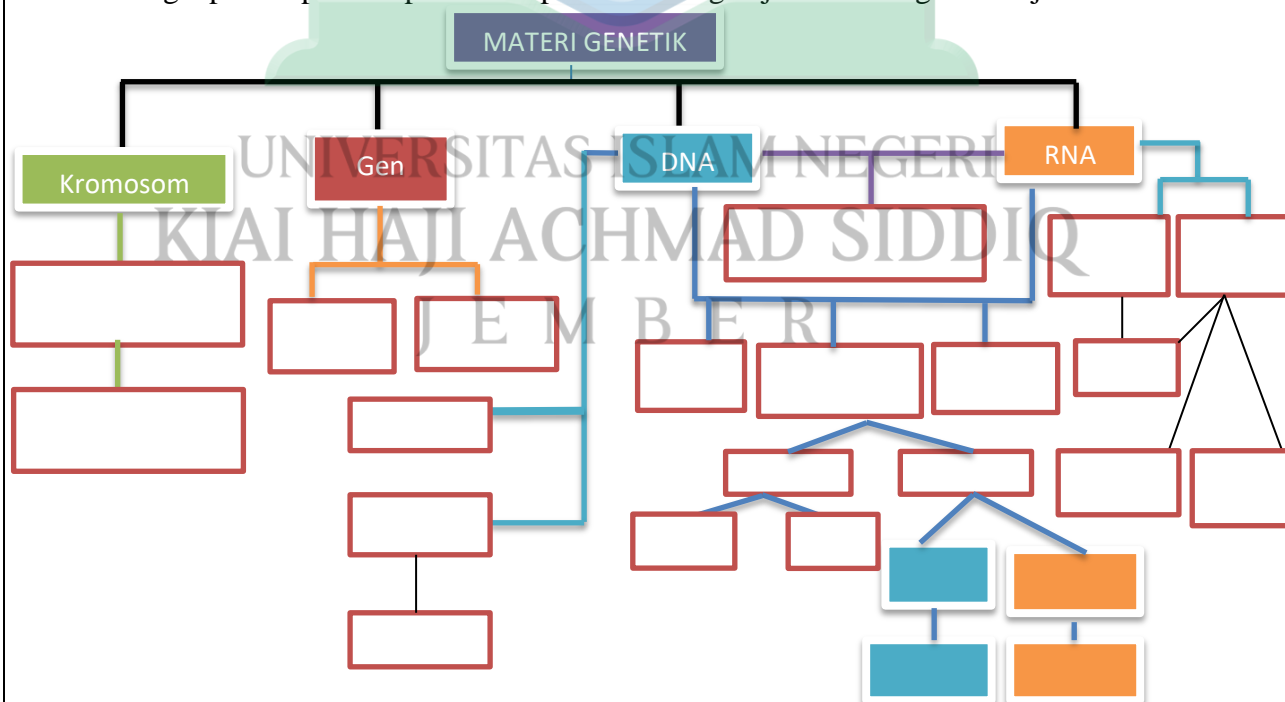 MATERI GENETIK
Kromosom
Gen
DNA
RNA
UNIVERSITAS ISLAM NEGERI
KIAI HAJI ACHMAD SIDDIQ
J E M B E R